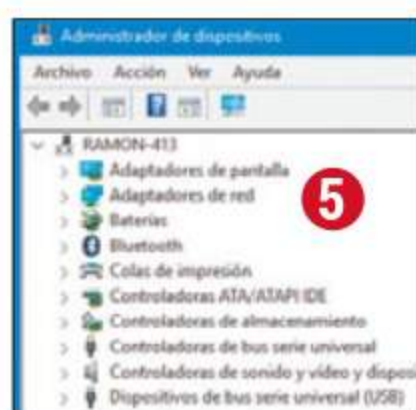 Administrador de dispositivos
Archivo Acción Ver Ayuda
RAMON-413
Adaptadores de pantalla
Adaptadores de red
5
Baterías
Bluetooth
Colas de impresión
Controladoras ATA/ATAPI IDE
Controladoras de almacenamiento
Controladoras de bus serie universal
Controladoras de sonido y vídeo y disposi
Dispositivos de bus serie universal (USB)